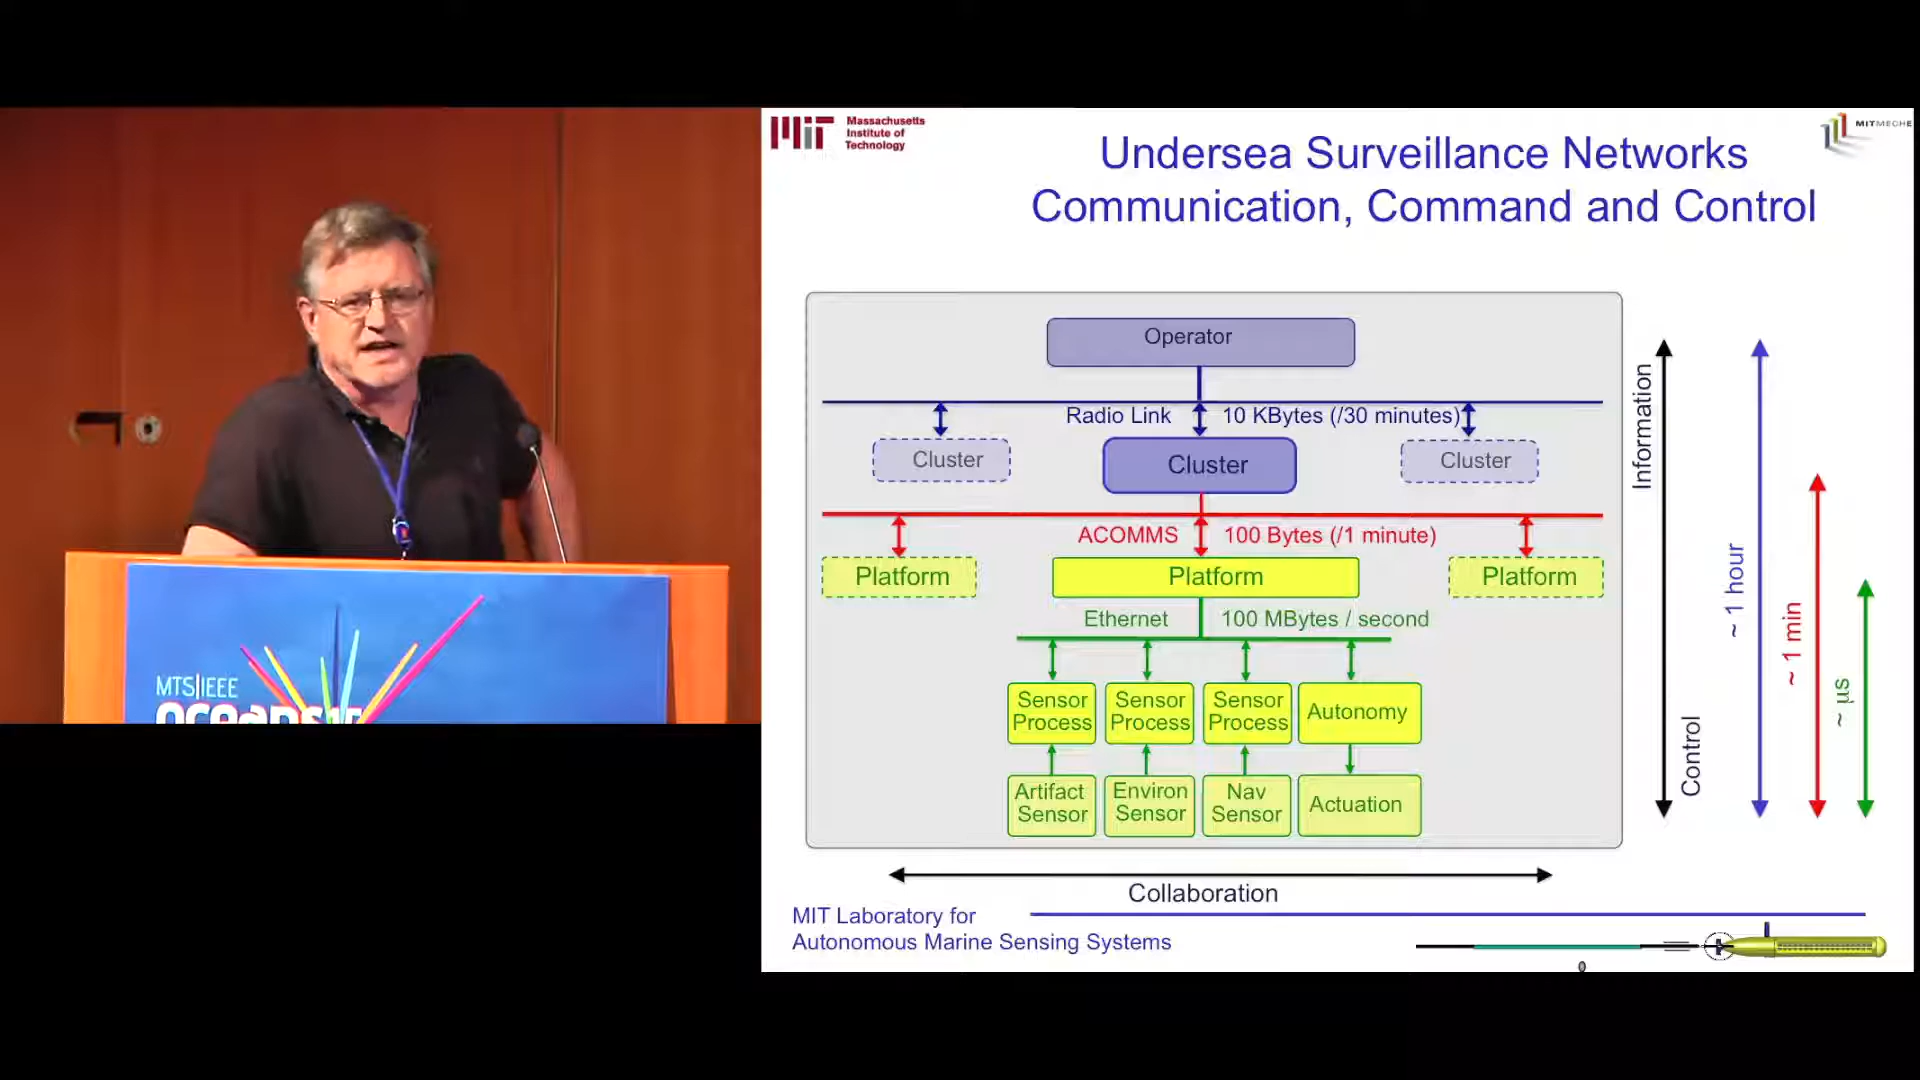 MTS|IEEE
oceans
Massachusetts
Institute of
Technology
MIT
MITMECHE
Undersea Surveillance Networks
Communication, Command and Control
Operator
Radio Link
10 KBytes (/30 minutes)
Cluster
Cluster
Cluster
ACOMMS
100 Bytes (/1 minute)
Platform
Platform
Platform
Ethernet
100 MBytes / second
Sensor
Process
Sensor
Process
Sensor
Process
Autonomy
Artifact
Sensor
Environ
Sensor
Nav
Sensor
Actuation
Information
Control
~ 1 hour
~ 1 min
~ µs
Collaboration
MIT Laboratory for
Autonomous Marine Sensing Systems